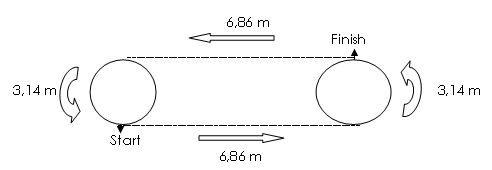 6,86 m
Finish
3,14 m
3,14 m
Start
6,86 m